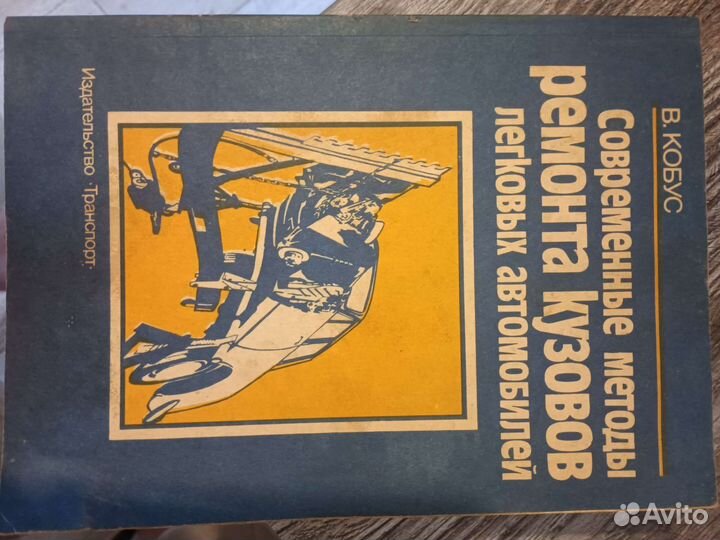 В. КОБУС
Современные методы
ремонта кузовов
легковых автомобилей
Издательство "Транспорт"
Avito